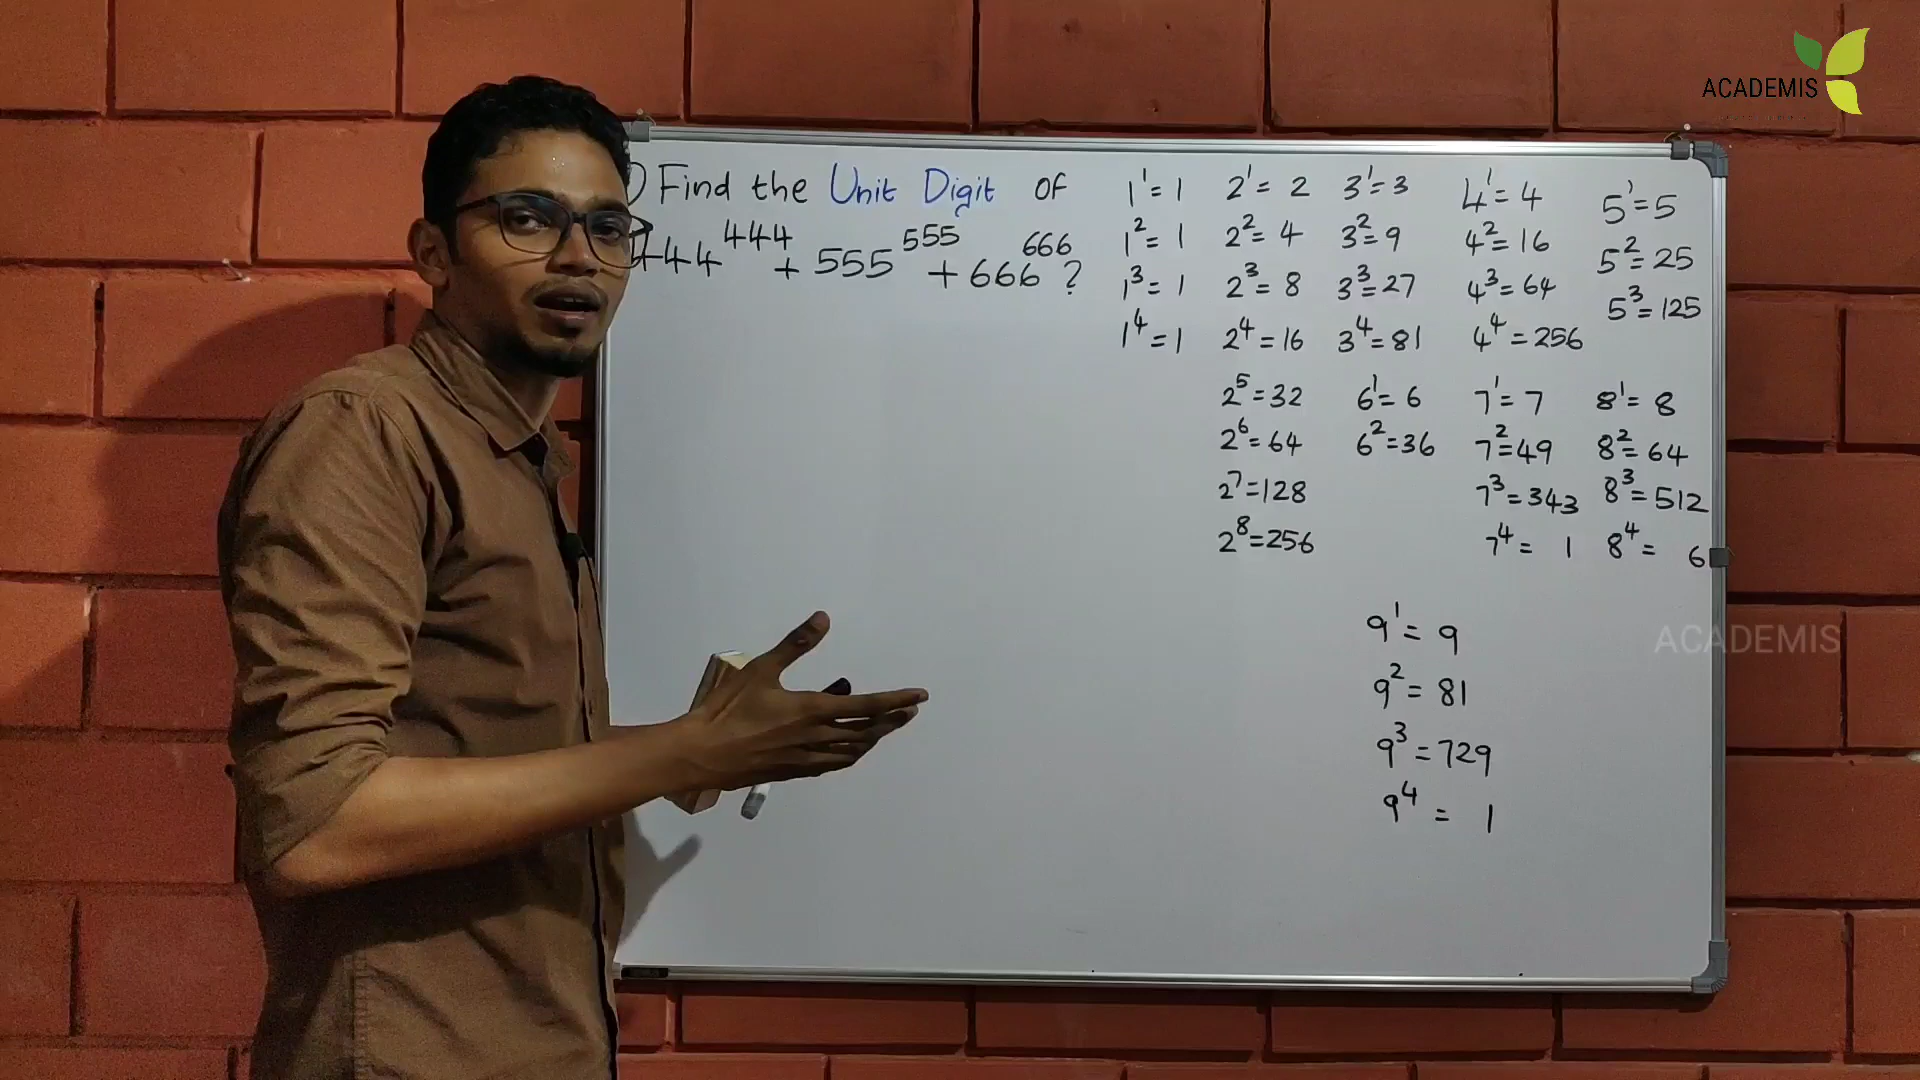 ACADEMIS
) Find the Unit Digit of
444^444 + 555^555 + 666^666 ?
1^1 = 1
1^2 = 1
1^3 = 1
1^4 = 1
2^1 = 2
2^2 = 4
2^3 = 8
2^4 = 16
2^5 = 32
2^6 = 64
2^7 = 128
2^8 = 256
3^1 = 3
3^2 = 9
3^3 = 27
3^4 = 81
4^1 = 4
4^2 = 16
4^3 = 64
4^4 = 256
5^1 = 5
5^2 = 25
5^3 = 125
6^1 = 6
6^2 = 36
7^1 = 7
7^2 = 49
7^3 = 343
7^4 = 1
8^1 = 8
8^2 = 64
8^3 = 512
8^4 = 6
9^1 = 9
9^2 = 81
9^3 = 729
9^4 = 1
ACADEMIS